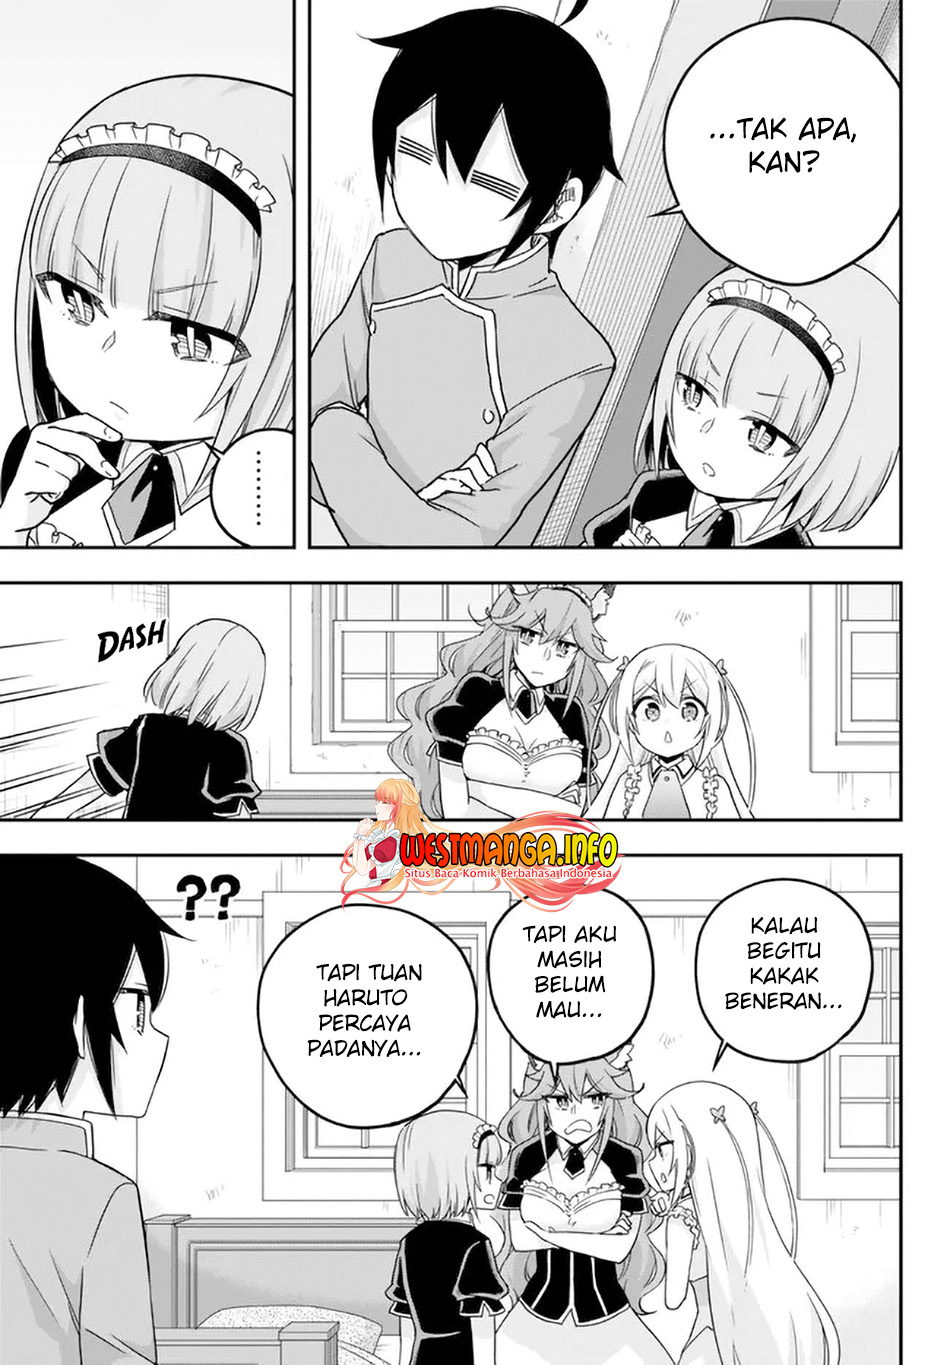 ...TAK APA,
KAN?
.........
DASH
WESTMANGA.INFO
Situs Baca Komik Berbahasa Indonesia
??
KALAU
BEGITU
KAKAK
BENERAN...
TAPI AKU
MASIH
BELUM
MAU...
TAPI TUAN
HARUTO
PERCAYA
PADANYA...